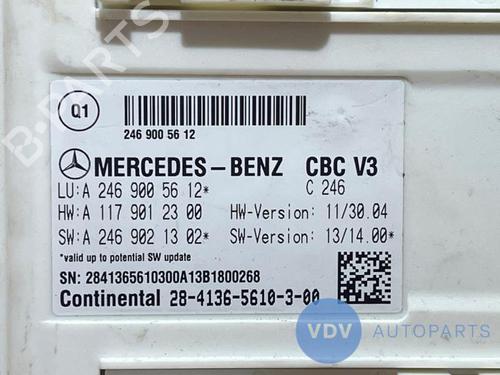 Q1
246 900 56 12
MERCEDES-BENZ CBC V3
LU: A 246 900 56 12* C 246
HW: A 117 901 23 00 HW-Version: 11/30.04
SW: A 246 902 13 02* SW-Version: 13/14.00*
*valid up to potential SW update
SN: 2841365610300A13B1800268
Continental 28-4136-5610-3-00
B-PARTS
VDV AUTOPARTS